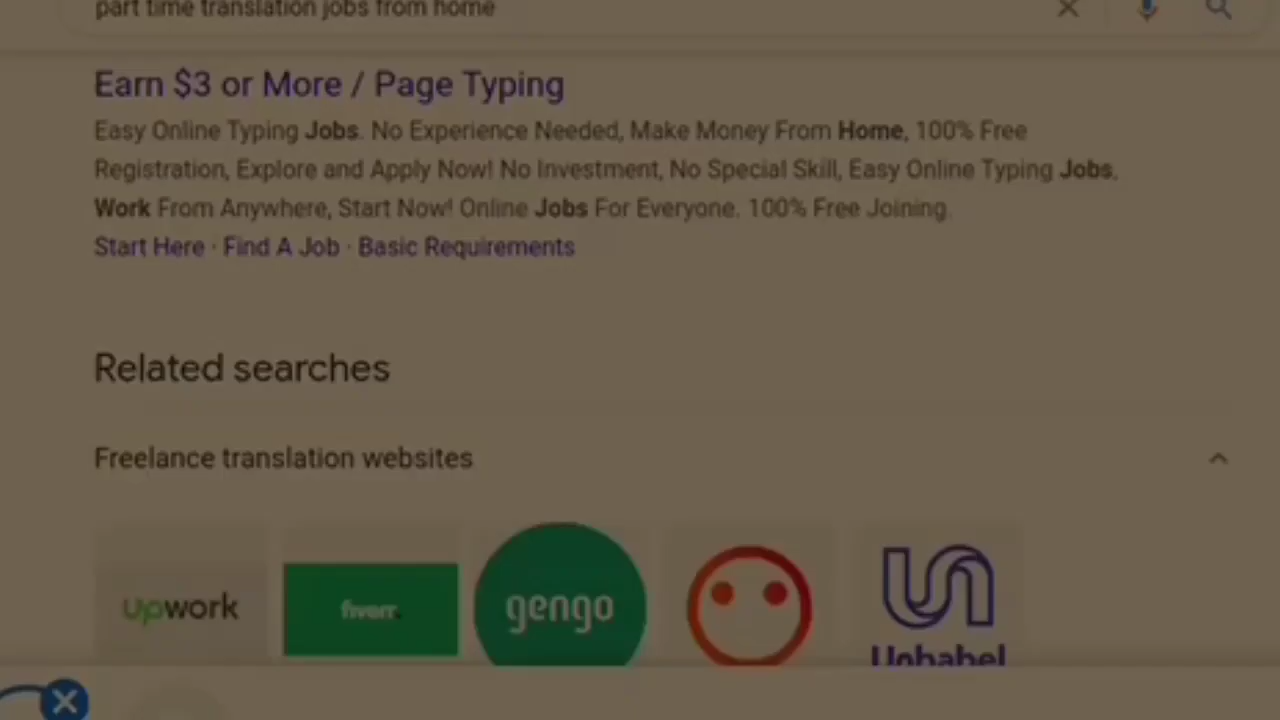 part time translation jobs from home
Earn $3 or More / Page Typing
Easy Online Typing Jobs. No Experience Needed, Make Money From Home, 100% Free
Registration, Explore and Apply Now! No Investment, No Special Skill, Easy Online Typing Jobs.
Work From Anywhere, Start Now! Online Jobs For Everyone. 100% Free Joining.
Start Here · Find A Job · Basic Requirements
Related searches
Freelance translation websites
upwork
fiverr.
gengo
Unbabel